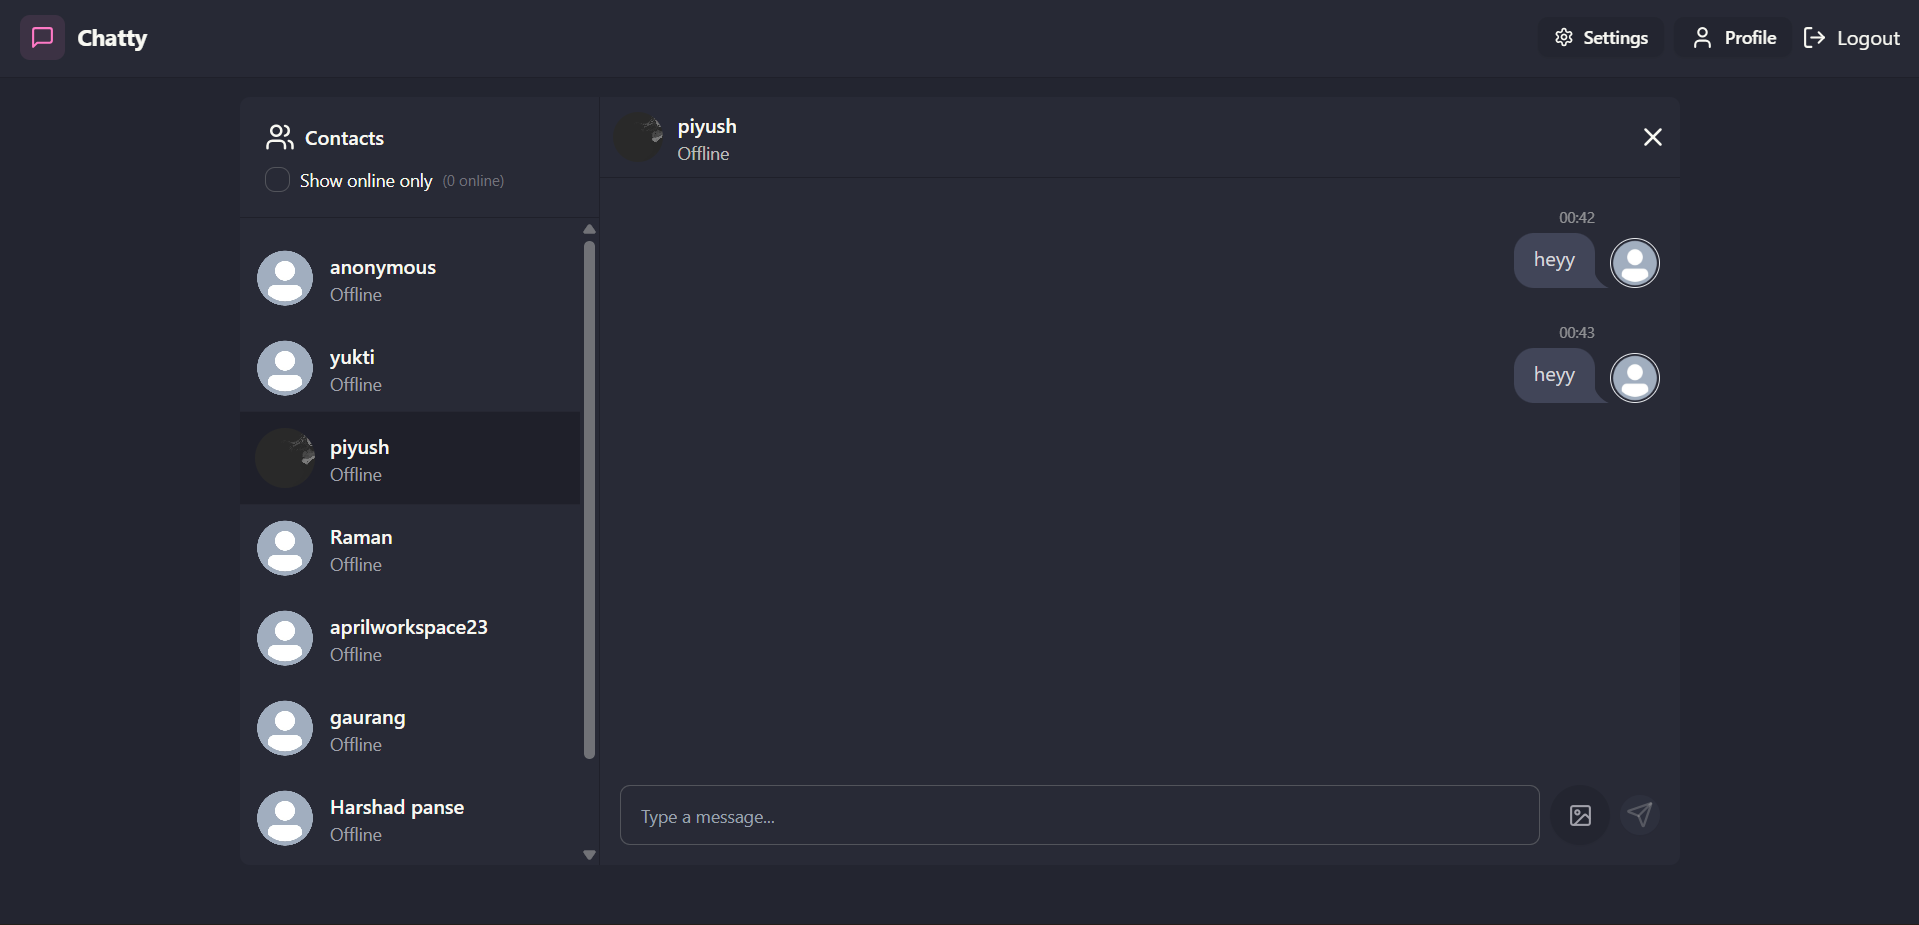 Chatty
Settings
Profile
Logout
Contacts
Show online only (0 online)
anonymous
Offline
yukti
Offline
piyush
Offline
Raman
Offline
aprilworkspace23
Offline
gaurang
Offline
Harshad panse
Offline
piyush
Offline
00:42
heyy
00:43
heyy
Type a message...